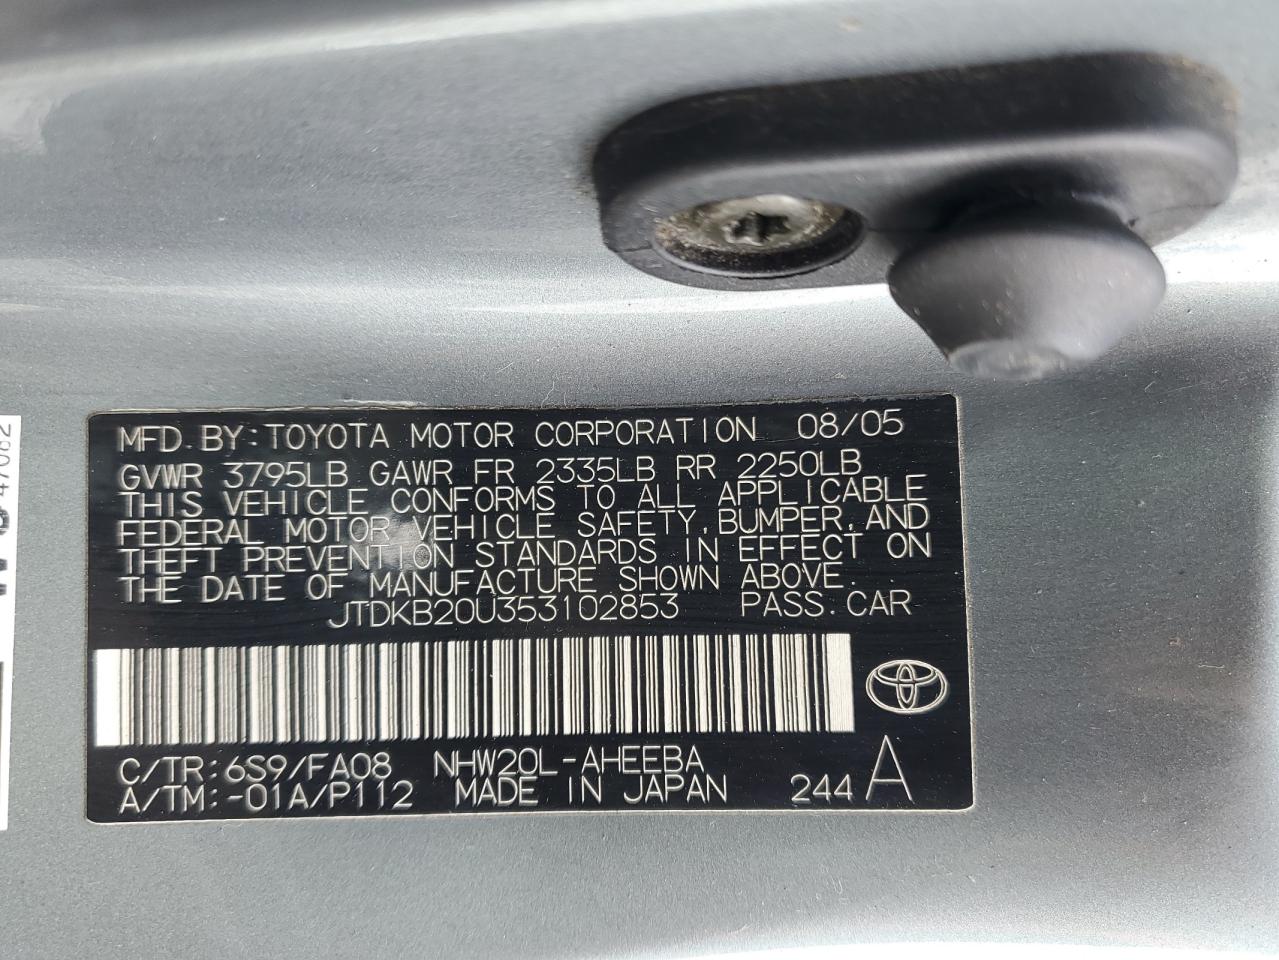 MFD. BY: TOYOTA MOTOR CORPORATION 08/05
GVWR 3795LB GAWR FR 2335LB RR 2250LB
THIS VEHICLE CONFORMS TO ALL APPLICABLE
FEDERAL MOTOR VEHICLE SAFETY, BUMPER, AND
THEFT PREVENTION STANDARDS IN EFFECT ON
THE DATE OF MANUFACTURE SHOWN ABOVE.
JTDKB20U353102853 PASS. CAR
C/TR: 6S9/FA08 NHW20L-AHEEBA
A/TM: -01A/P112 MADE IN JAPAN 244 A
47082